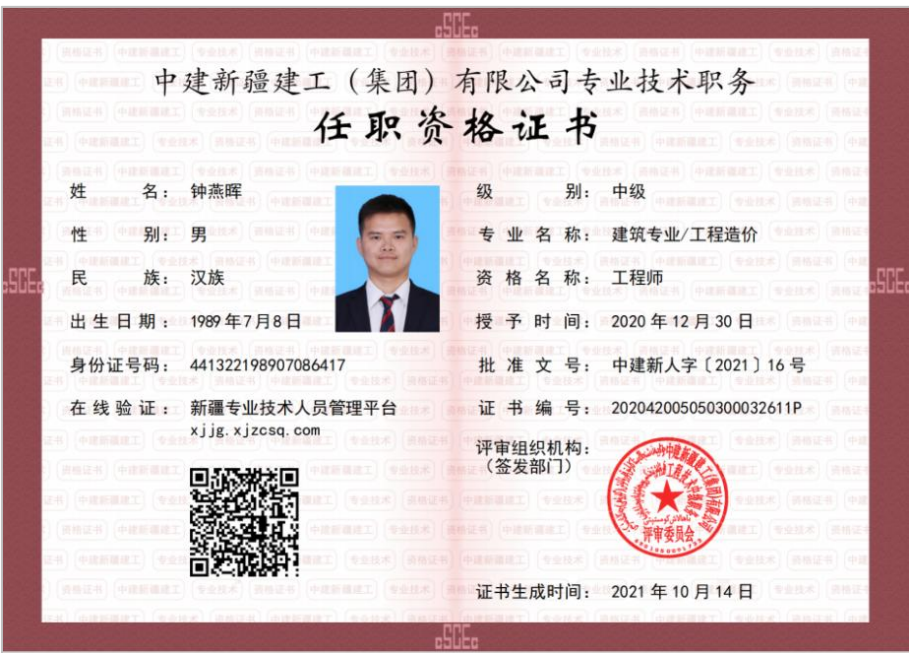 CSCEC
中建新疆建工（集团）有限公司专业技术职务
任职资格证书
姓名：钟燕晖
性别：男
民族：汉族
出生日期：1989年7月8日
身份证号码：441322198907086417
在线验证：新疆专业技术人员管理平台
xjjg.xjzcsq.com
级别：中级
专业名称：建筑专业/工程造价
资格名称：工程师
授予时间：2020年12月30日
批准文号：中建新人字〔2021〕16号
证书编号：202042005050300032611P
评审组织机构：
（签发部门）
评审委员会
证书生成时间：2021年10月14日